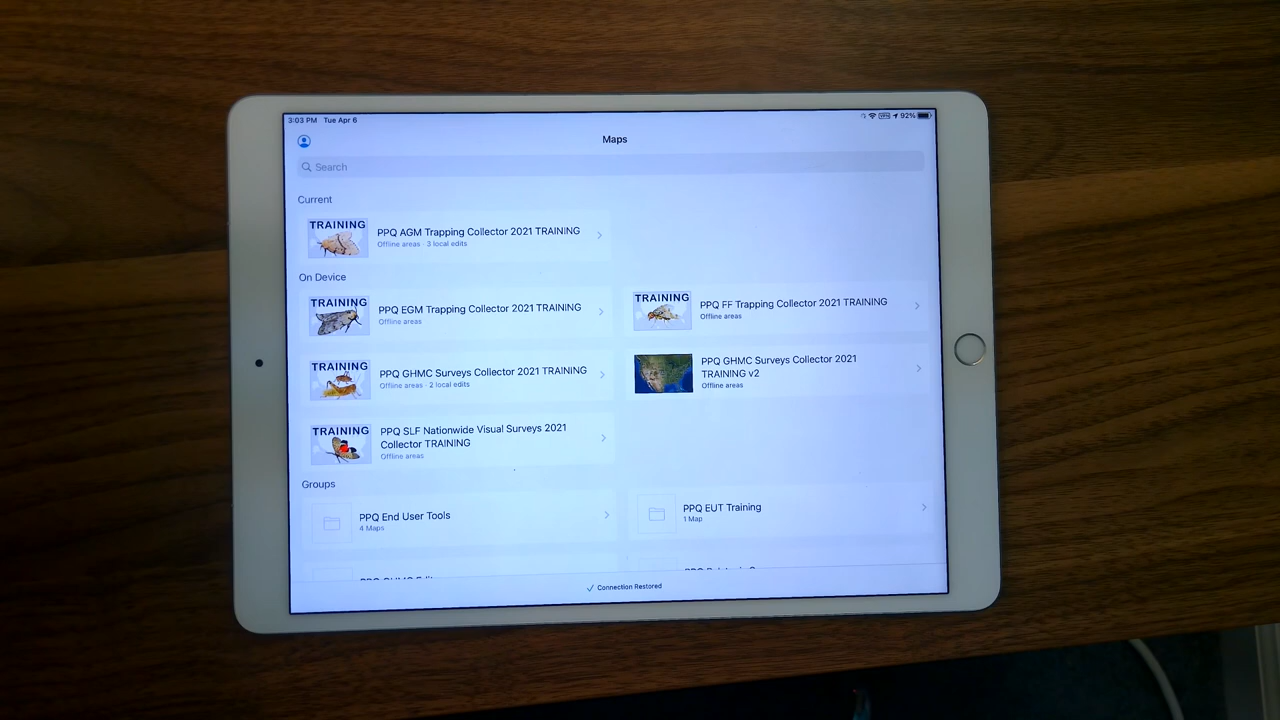 3:03 PM Tue Apr 6
VPN 92%
Maps
Search
Current
TRAINING
PPQ AGM Trapping Collector 2021 TRAINING
Offline areas · 3 local edits
On Device
TRAINING
PPQ EGM Trapping Collector 2021 TRAINING
Offline areas
TRAINING
PPQ FF Trapping Collector 2021 TRAINING
Offline areas
TRAINING
PPQ GHMC Surveys Collector 2021 TRAINING
Offline areas · 2 local edits
PPQ GHMC Surveys Collector 2021
TRAINING v2
Offline areas
TRAINING
PPQ SLF Nationwide Visual Surveys 2021
Collector TRAINING
Offline areas
Groups
PPQ End User Tools
4 Maps
PPQ EUT Training
1 Map
Connection Restored